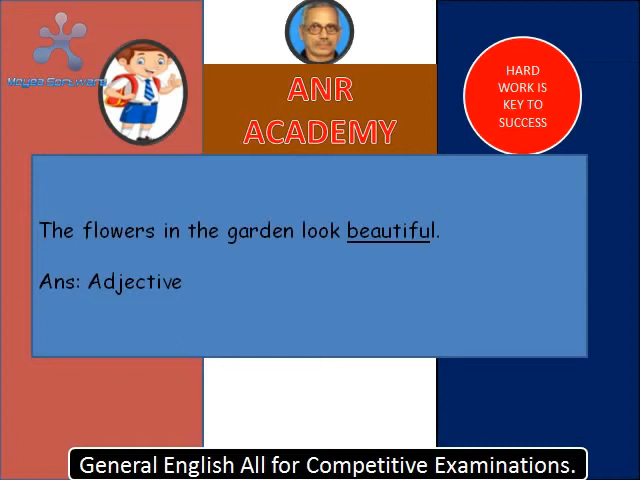 Moyea Software
ANR
ACADEMY
HARD
WORK IS
KEY TO
SUCCESS
The flowers in the garden look beautiful.
Ans: Adjective
General English All for Competitive Examinations.